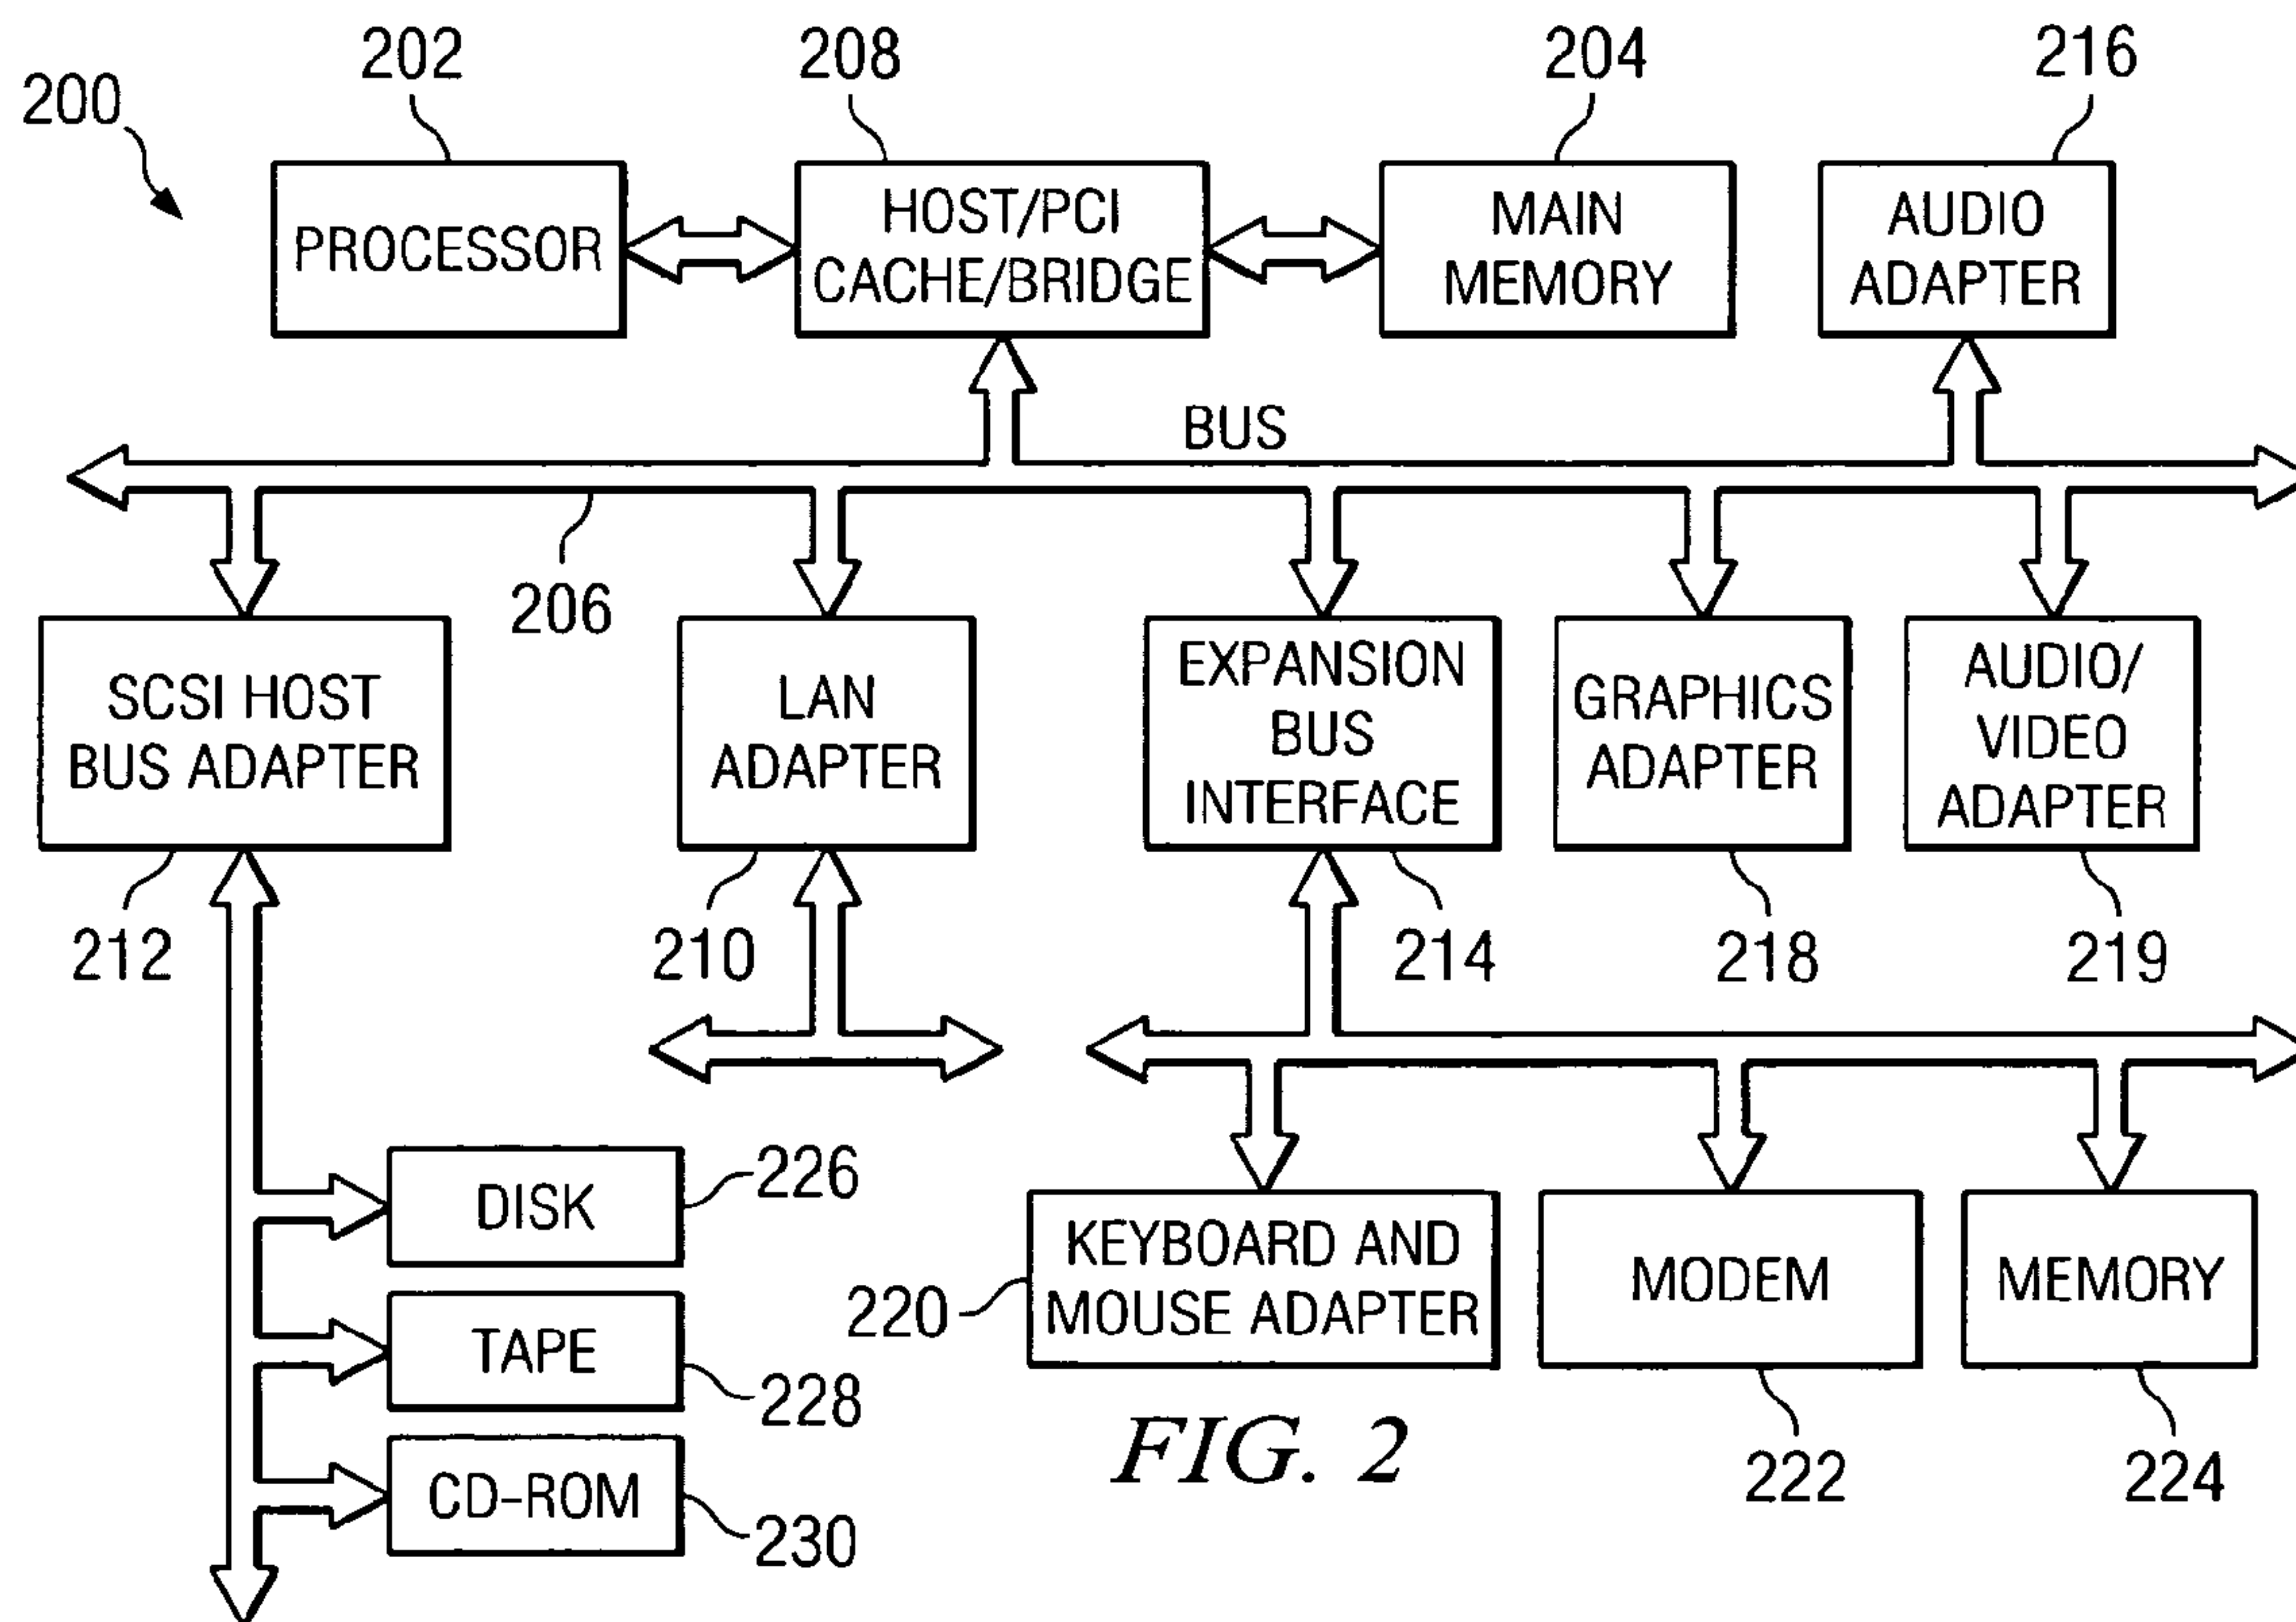 200
202
208
204
216
PROCESSOR
HOST/PCI
CACHE/BRIDGE
MAIN
MEMORY
AUDIO
ADAPTER
BUS
206
SCSI HOST
BUS ADAPTER
LAN
ADAPTER
EXPANSION
BUS
INTERFACE
GRAPHICS
ADAPTER
AUDIO/
VIDEO
ADAPTER
212
210
214
218
219
DISK
226
TAPE
228
CD-ROM
230
KEYBOARD AND
MOUSE ADAPTER
220
MODEM
MEMORY
222
224
FIG. 2